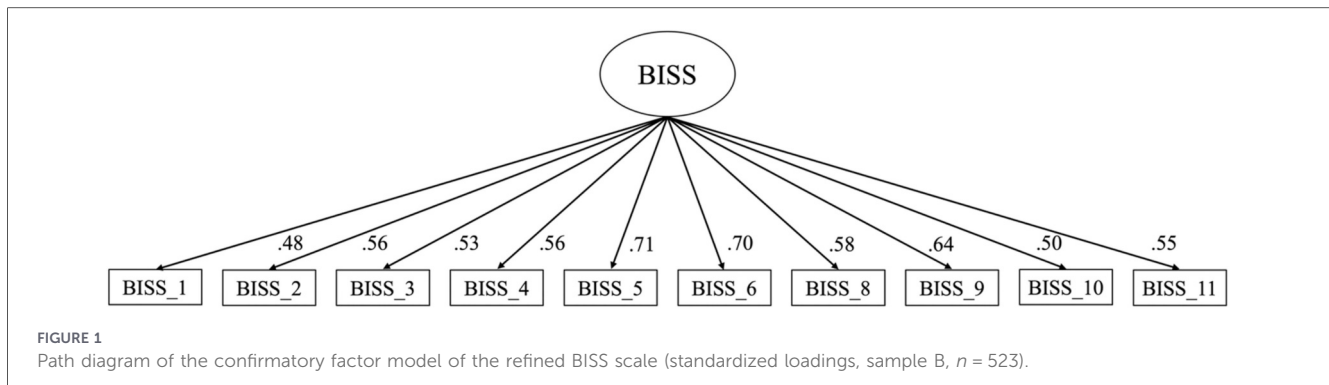 BISS
.48 .56 .53 .56 .71 .70 .58 .64 .50 .55
BISS_1 BISS_2 BISS_3 BISS_4 BISS_5 BISS_6 BISS_8 BISS_9 BISS_10 BISS_11
FIGURE 1
Path diagram of the confirmatory factor model of the refined BISS scale (standardized loadings, sample B, n = 523).